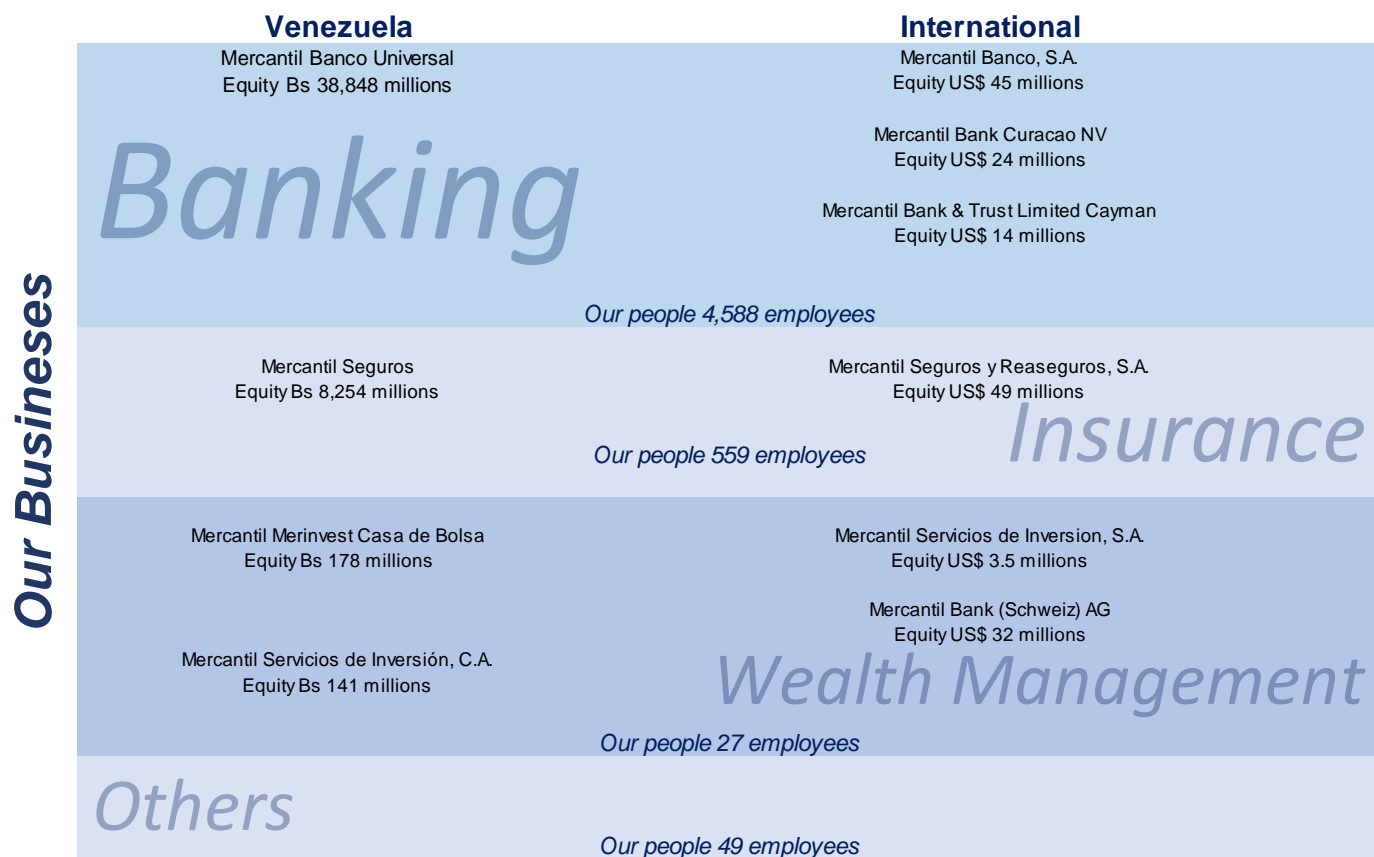 Our Businesses
Venezuela
International
Mercantil Banco Universal
Equity Bs 38,848 millions
Mercantil Banco, S.A.
Equity US$ 45 millions
Mercantil Bank Curacao NV
Equity US$ 24 millions
Mercantil Bank & Trust Limited Cayman
Equity US$ 14 millions
Banking
Our people 4,588 employees
Mercantil Seguros
Equity Bs 8,254 millions
Mercantil Seguros y Reaseguros, S.A.
Equity US$ 49 millions
Insurance
Our people 559 employees
Mercantil Merinvest Casa de Bolsa
Equity Bs 178 millions
Mercantil Servicios de Inversión, C.A.
Equity Bs 141 millions
Mercantil Servicios de Inversion, S.A.
Equity US$ 3.5 millions
Mercantil Bank (Schweiz) AG
Equity US$ 32 millions
Wealth Management
Our people 27 employees
Others
Our people 49 employees